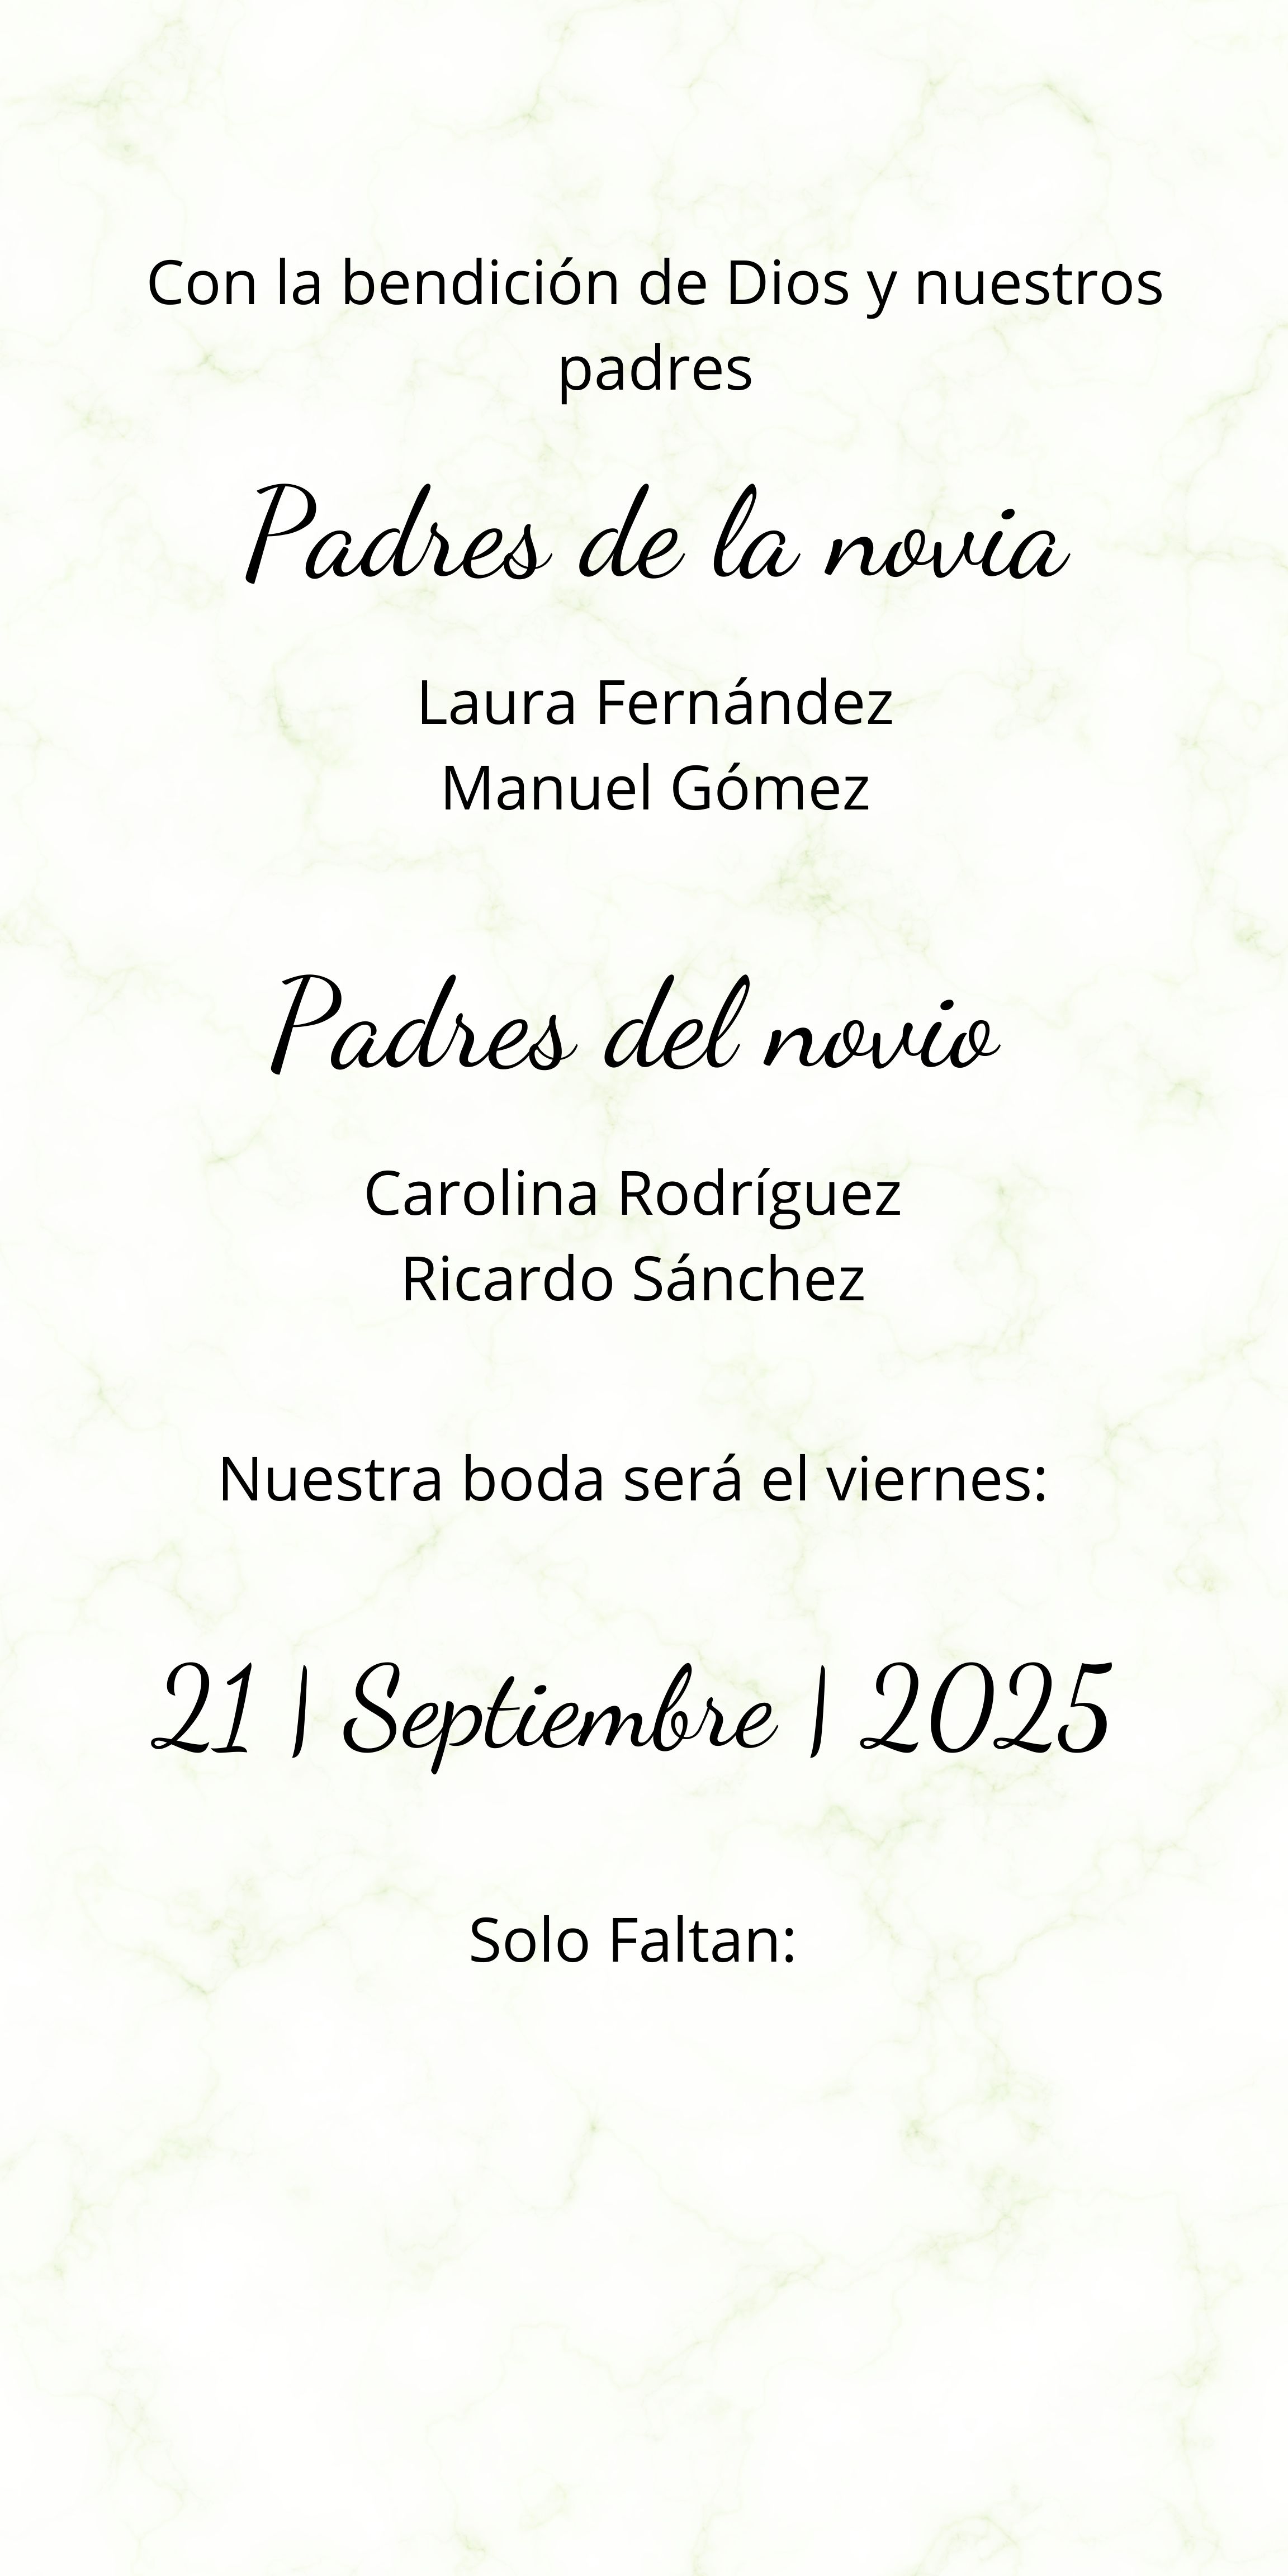 Con la bendición de Dios y nuestros
padres
Padres de la novia
Laura Fernández
Manuel Gómez
Padres del novio
Carolina Rodríguez
Ricardo Sánchez
Nuestra boda será el viernes:
21 | Septiembre | 2025
Solo Faltan: